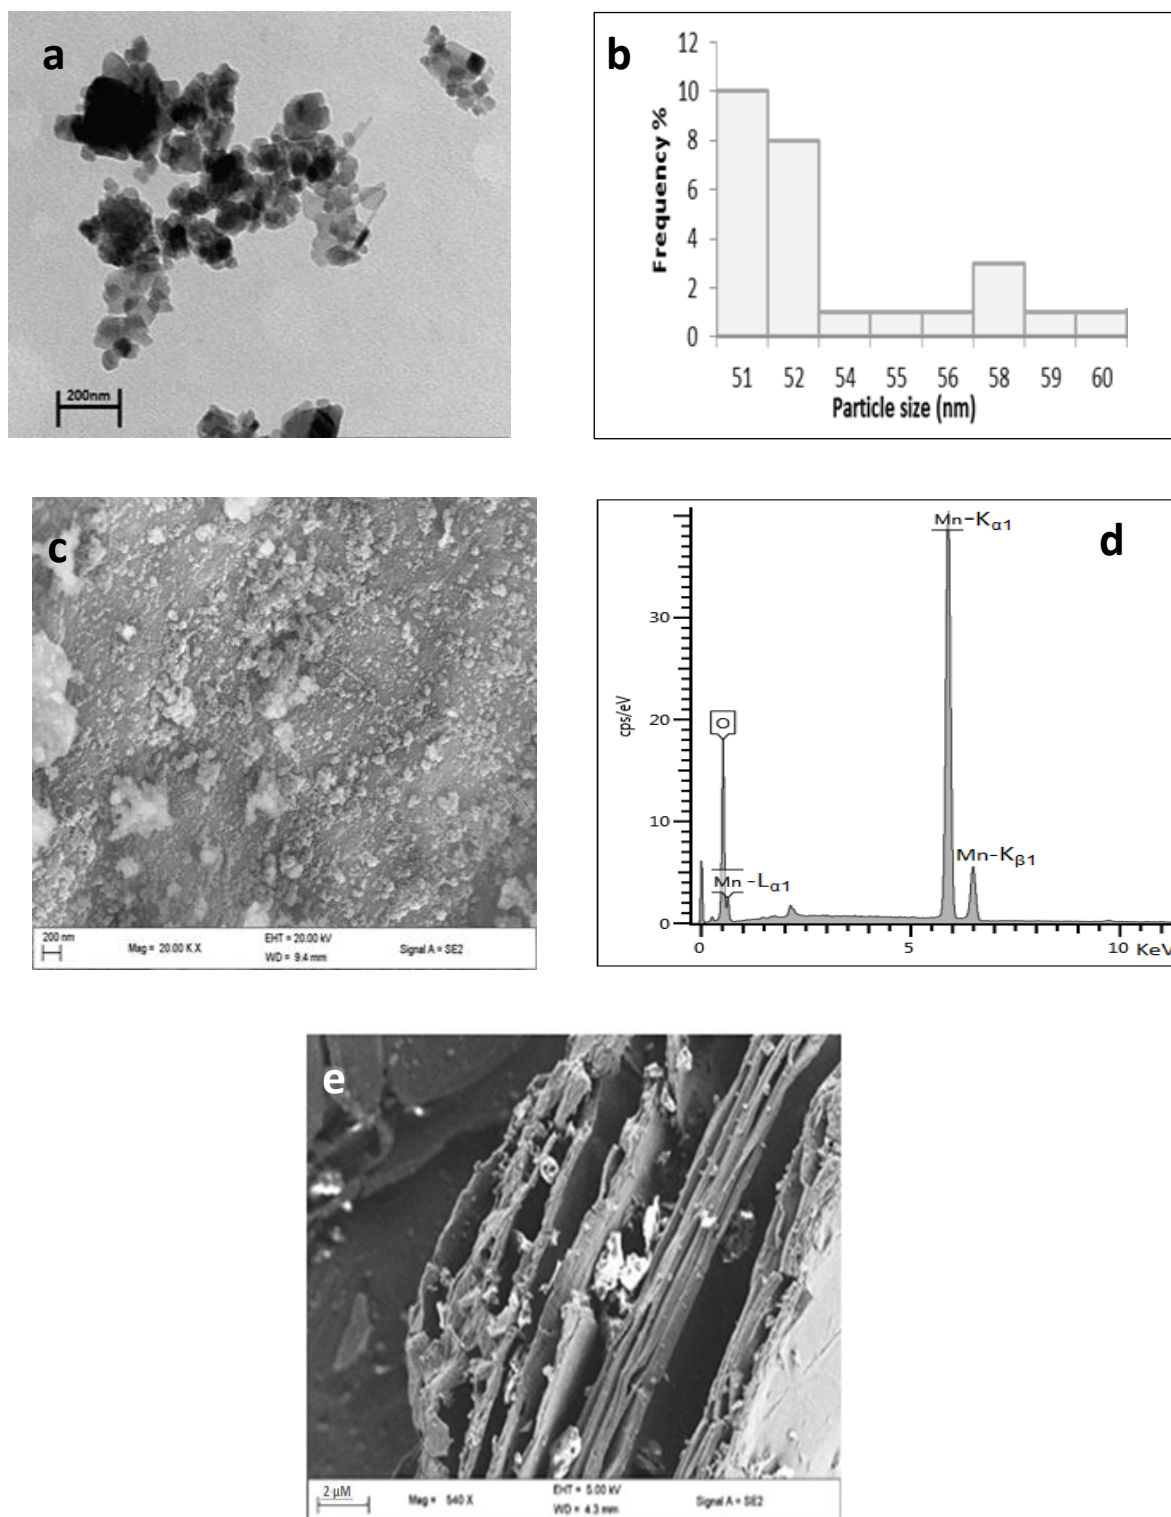 a
200nm
b
Frequency %
12
10
8
6
4
2
0
51 52 54 55 56 58 59 60
Particle size (nm)
c
200 nm
Mag = 20.00 K X
EHT = 20.00 kV
WD = 9.4 mm
Signal A = SE2
d
cps/eV
30
20
10
0
Mn-Kα1
O
Mn-Lα1
Mn-Kβ1
0 5 10 KeV
e
2 µM
Mag = 540 X
EHT = 5.00 kV
WD = 4.3 mm
Signal A = SE2